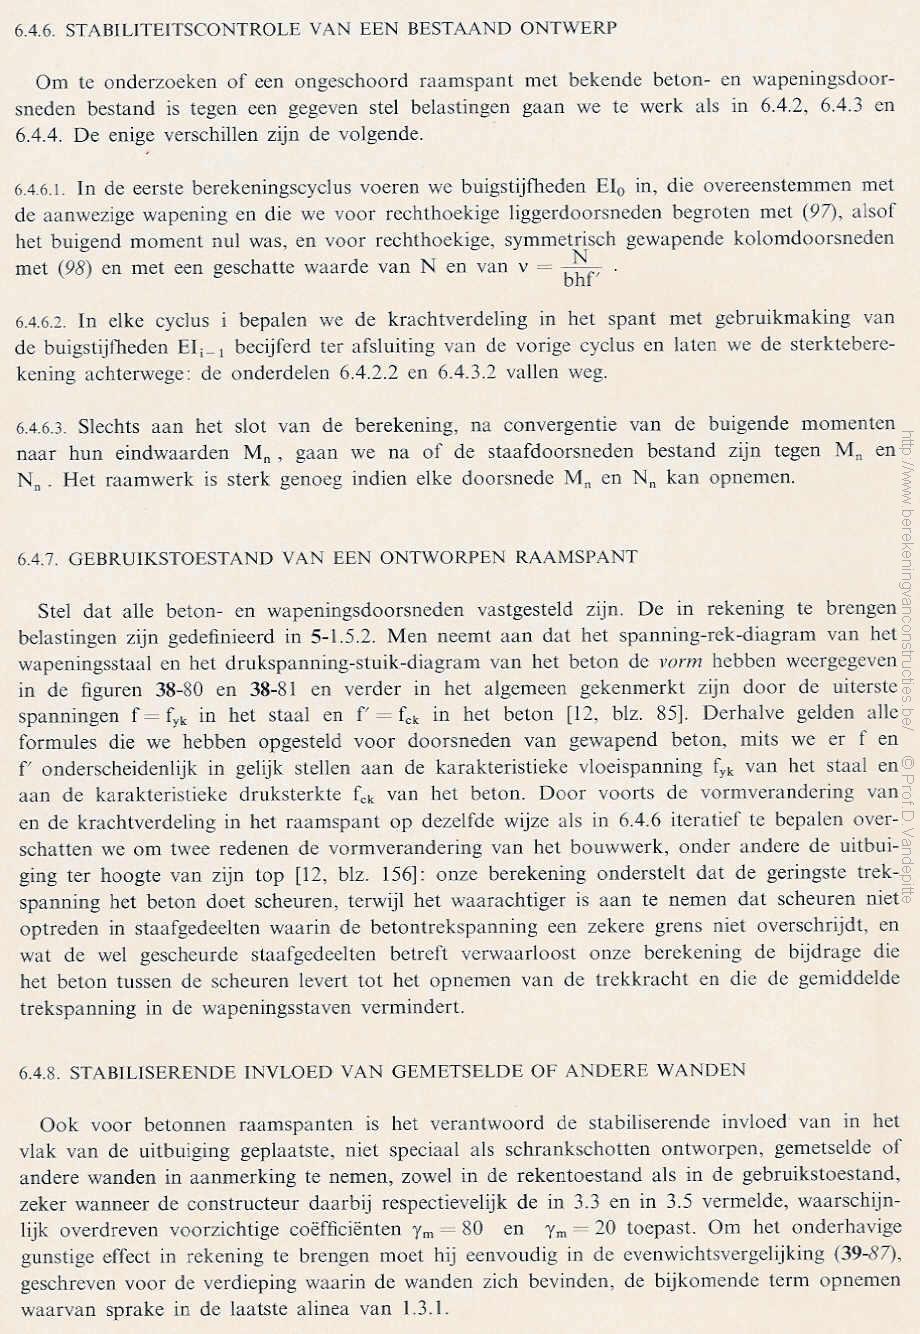 6.4.6. STABILITEITSCONTROLE VAN EEN BESTAAND ONTWERP
Om te onderzoeken of een ongeschoord raamspant met bekende beton- en wapeningsdoor-
sneden bestand is tegen een gegeven stel belastingen gaan we te werk als in 6.4.2, 6.4.3 en
6.4.4. De enige verschillen zijn de volgende.
6.4.6.1. In de eerste berekeningscyclus voeren we buigstijfheden EI₀ in, die overeenstemmen met
de aanwezige wapening en die we voor rechthoekige liggerdoorsneden begroten met (97), alsof
het buigend moment nul was, en voor rechthoekige, symmetrisch gewapende kolomdoorsneden
met (98) en met een geschatte waarde van N en van ν = N/bhf′ .
6.4.6.2. In elke cyclus i bepalen we de krachtverdeling in het spant met gebruikmaking van
de buigstijfheden EIᵢ₋₁ becijferd ter afsluiting van de vorige cyclus en laten we de sterktebere-
kening achterwege: de onderdelen 6.4.2.2 en 6.4.3.2 vallen weg.
6.4.6.3. Slechts aan het slot van de berekening, na convergentie van de buigende momenten
naar hun eindwaarden Mₙ , gaan we na of de staafdoorsneden bestand zijn tegen Mₙ en
Nₙ . Het raamwerk is sterk genoeg indien elke doorsnede Mₙ en Nₙ kan opnemen.
6.4.7. GEBRUIKSTOESTAND VAN EEN ONTWORPEN RAAMSPANT
Stel dat alle beton- en wapeningsdoorsneden vastgesteld zijn. De in rekening te brengen
belastingen zijn gedefinieerd in 5-1.5.2. Men neemt aan dat het spanning-rek-diagram van het
wapeningsstaal en het drukspanning-stuik-diagram van het beton de vorm hebben weergegeven
in de figuren 38-80 en 38-81 en verder in het algemeen gekenmerkt zijn door de uiterste
spanningen f = fyk in het staal en f′ = fck in het beton [12, blz. 85]. Derhalve gelden alle
formules die we hebben opgesteld voor doorsneden van gewapend beton, mits we er f en
f′ onderscheidenlijk in gelijk stellen aan de karakteristieke vloeispanning fyk van het staal en
aan de karakteristieke druksterkte fck van het beton. Door voorts de vormverandering van
en de krachtverdeling in het raamspant op dezelfde wijze als in 6.4.6 iteratief te bepalen over-
schatten we om twee redenen de vormverandering van het bouwwerk, onder andere de uitbui-
ging ter hoogte van zijn top [12, blz. 156]: onze berekening onderstelt dat de geringste trek-
spanning het beton doet scheuren, terwijl het waarachtiger is aan te nemen dat scheuren niet
optreden in staafgedeelten waarin de betontrekspanning een zekere grens niet overschrijdt, en
wat de wel gescheurde staafgedeelten betreft verwaarloost onze berekening de bijdrage die
het beton tussen de scheuren levert tot het opnemen van de trekkracht en die de gemiddelde
trekspanning in de wapeningsstaven vermindert.
6.4.8. STABILISERENDE INVLOED VAN GEMETSELDE OF ANDERE WANDEN
Ook voor betonnen raamspanten is het verantwoord de stabiliserende invloed van in het
vlak van de uitbuiging geplaatste, niet speciaal als schrankschotten ontworpen, gemetselde of
andere wanden in aanmerking te nemen, zowel in de rekentoestand als in de gebruikstoestand,
zeker wanneer de constructeur daarbij respectievelijk de in 3.3 en in 3.5 vermelde, waarschijn-
lijk overdreven voorzichtige coëfficiënten γm = 80 en γm = 20 toepast. Om het onderhavige
gunstige effect in rekening te brengen moet hij eenvoudig in de evenwichtsvergelijking (39-87),
geschreven voor de verdieping waarin de wanden zich bevinden, de bijkomende term opnemen
waarvan sprake in de laatste alinea van 1.3.1.
http://www.berekeningvanconstructies.be/ © Prof D. Vandepitte